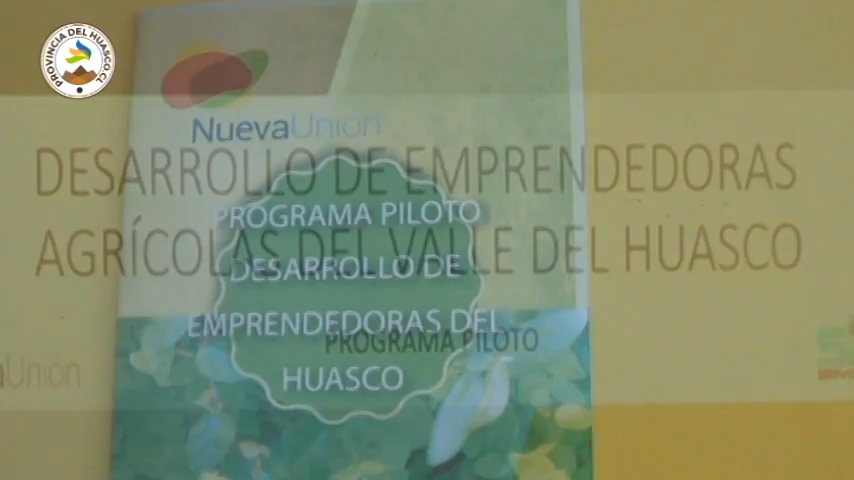 PROVINCIA DEL HUASCO.CL
NuevaUnión
DESARROLLO DE EMPRENDEDORAS
AGRÍCOLAS DEL VALLE DEL HUASCO
PROGRAMA PILOTO
PROGRAMA PILOTO
DESARROLLO DE
EMPRENDEDORAS DEL
HUASCO
Unión